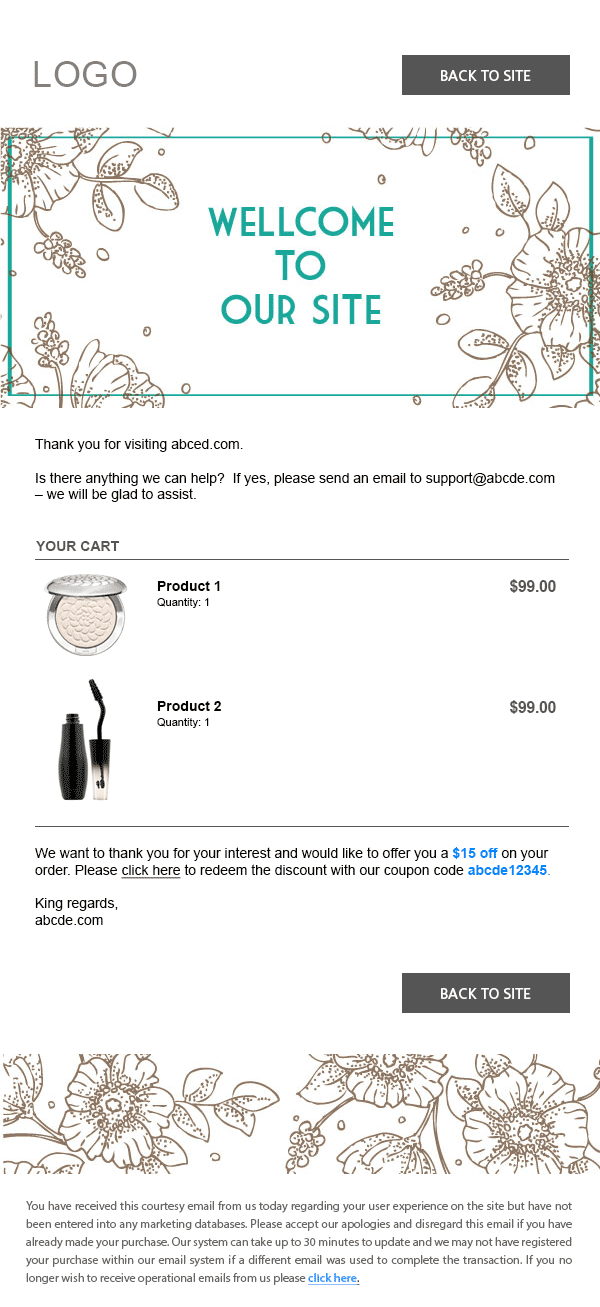 LOGO
BACK TO SITE
WELLCOME
TO
OUR SITE
Thank you for visiting abced.com.
Is there anything we can help?  If yes, please send an email to support@abcde.com
– we will be glad to assist.
YOUR CART
Product 1
$99.00
Quantity: 1
Product 2
$99.00
Quantity: 1
We want to thank you for your interest and would like to offer you a $15 off on your
order. Please click here to redeem the discount with our coupon code abcde12345.
King regards,
abcde.com
BACK TO SITE
You have received this courtesy email from us today regarding your user experience on the site but have not
been entered into any marketing databases. Please accept our apologies and disregard this email if you have
already made your purchase. Our system can take up to 30 minutes to update and we may not have registered
your purchase within our email system if a different email was used to complete the transaction. If you no
longer wish to receive operational emails from us please click here.